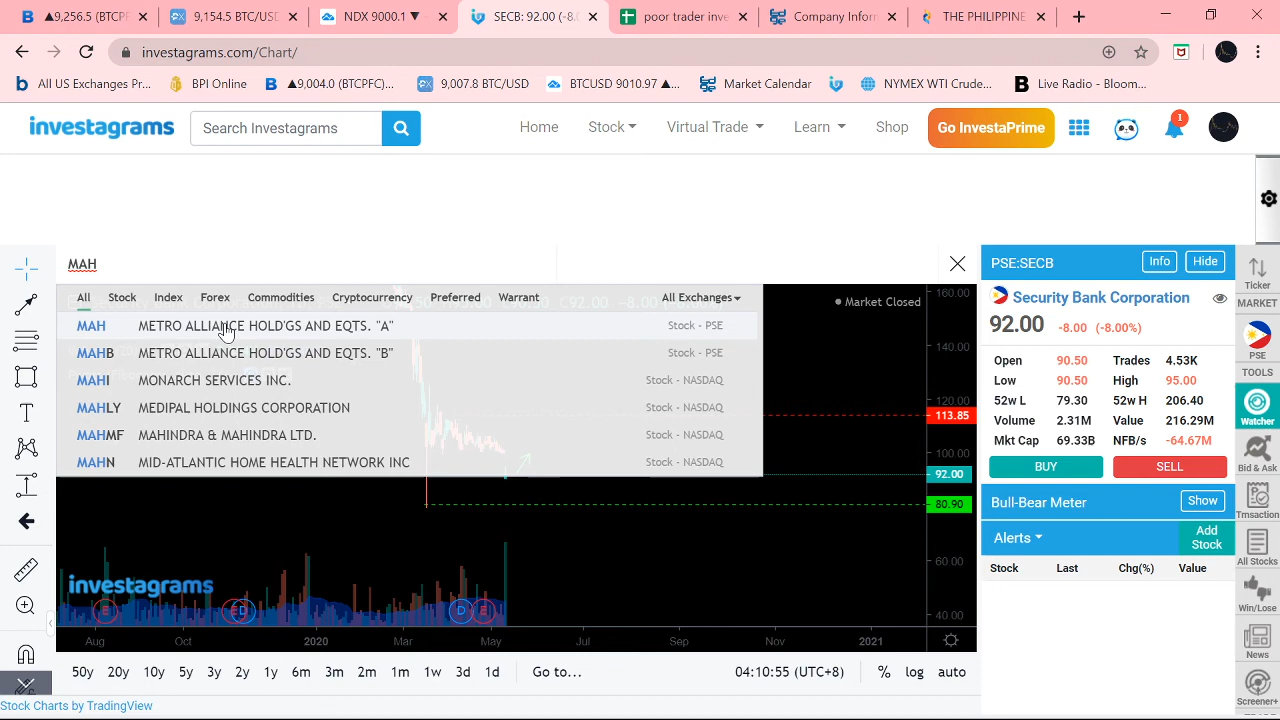 ▲9,256.5 BTC/USD
9,154.5 BTC/USD
NDX 9000.1 ▼
SECB: 92.00 (-8.0
poor trader inve
Company Inform
THE PHILIPPINE
investagrams.com/Chart/
All US Exchanges Pr...
BPI Online
▲9,004.0 (BTCPFC)...
9,007.8 BTC/USD
BTCUSD 9010.97 ▲...
Market Calendar
NYMEX WTI Crude...
Live Radio - Bloom...
investagrams
Search Investagrams
Home
Stock
Virtual Trade
Learn
Shop
Go InvestaPrime
1
MAH
All
Stock
Index
Forex
Commodities
Cryptocurrency
Preferred
Warrant
All Exchanges
MAH METRO ALLIANCE HOLD'GS AND EQTS. "A" Stock - PSE
MAHB METRO ALLIANCE HOLD'GS AND EQTS. "B" Stock - PSE
MAHI MONARCH SERVICES INC. Stock - NASDAQ
MAHLY MEDIPAL HOLDINGS CORPORATION Stock - NASDAQ
MAHMF MAHINDRA & MAHINDRA LTD. Stock - NASDAQ
MAHN MID-ATLANTIC HOME HEALTH NETWORK INC Stock - NASDAQ
C92.00 -8.00
Market Closed
160.00
140.00
120.00
113.85
100.00
92.00
80.90
60.00
40.00
investagrams
E
D
D
E
Aug
Oct
2020
Mar
May
Jul
Sep
Nov
2021
50y
20y
10y
5y
3y
2y
1y
6m
3m
2m
1m
1w
3d
1d
Go to...
04:10:55 (UTC+8)
%
log
auto
Stock Charts by TradingView
PSE:SECB
Info
Hide
Security Bank Corporation
92.00 -8.00 (-8.00%)
Open 90.50 Trades 4.53K
Low 90.50 High 95.00
52w L 79.30 52w H 206.40
Volume 2.31M Value 216.29M
Mkt Cap 69.33B NFB/s -64.67M
BUY
SELL
Bull-Bear Meter
Show
Alerts
Add
Stock
Stock Last Chg(%) Value
Ticker
MARKET
PSE
TOOLS
Watcher
Bid & Ask
Trnsaction
All Stocks
Win/Lose
News
Screener+